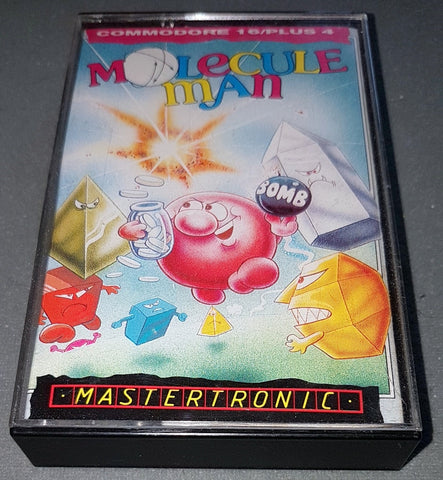 COMMODORE 16/PLUS 4
MOLECULE
MAN
BOMB
·MASTERTRONIC·